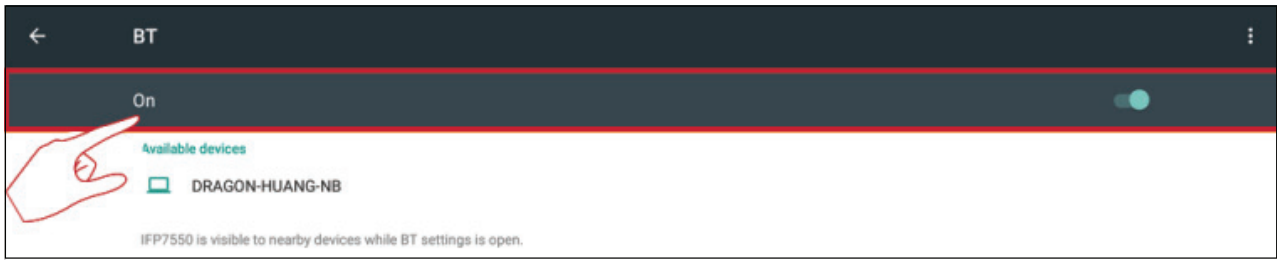 BT
On
Available devices
DRAGON-HUANG-NB
IFP7550 is visible to nearby devices while BT settings is open.